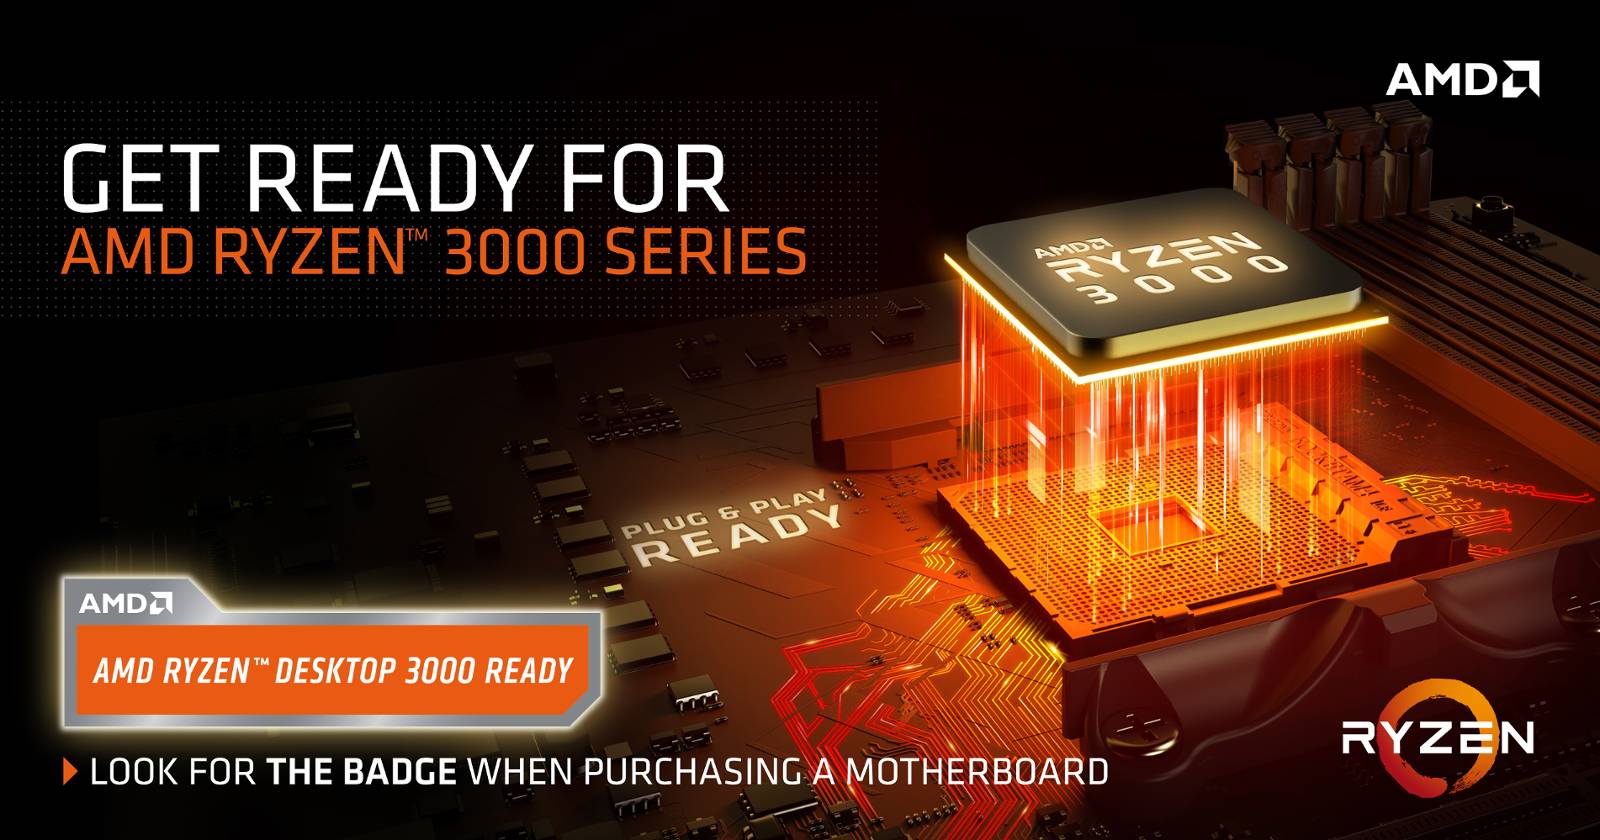 AMD
GET READY FOR
AMD RYZEN™ 3000 SERIES
AMD
RYZEN
3000
PLUG & PLAY
READY
AMD
AMD RYZEN™ DESKTOP 3000 READY
LOOK FOR THE BADGE WHEN PURCHASING A MOTHERBOARD
RYZEN